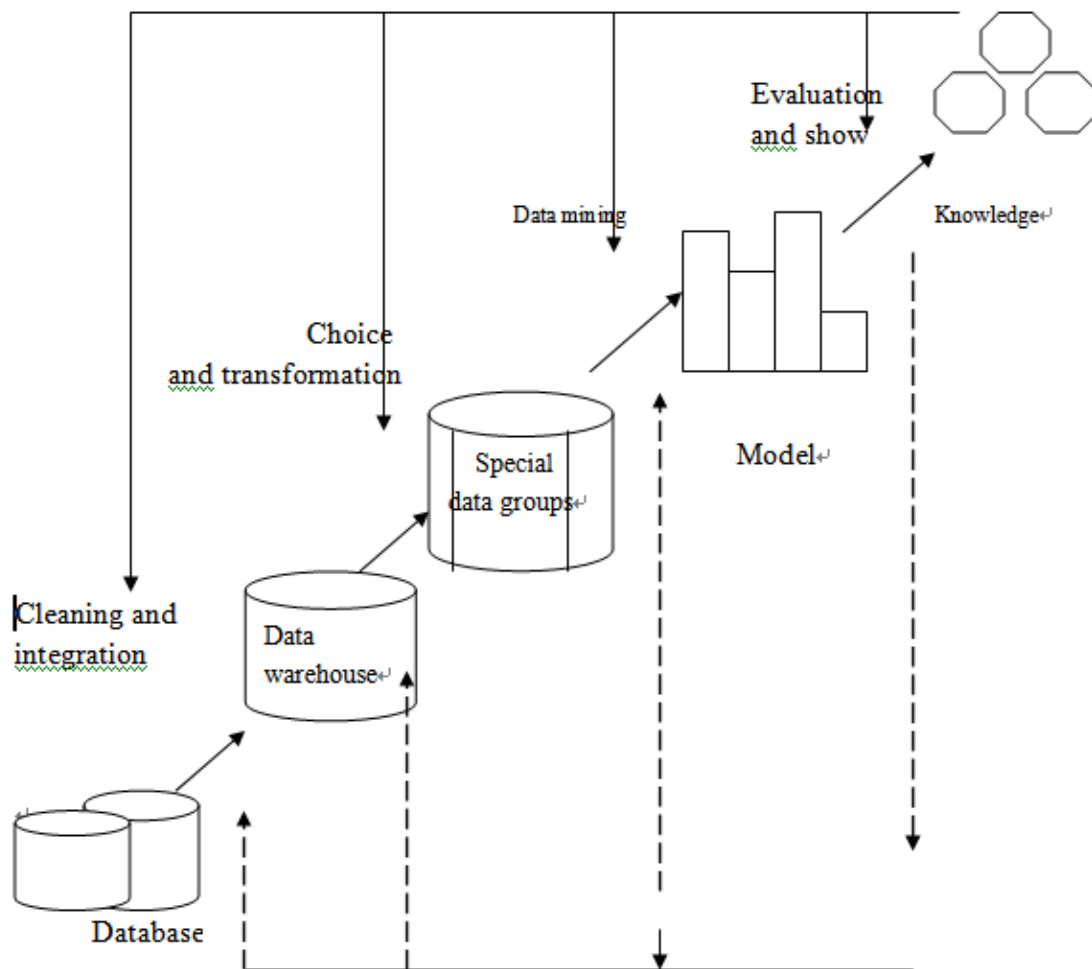 Evaluation
and show
Data mining
Knowledge
Choice
and transformation
Model
Special
data groups
Cleaning and
integration
Data
warehouse
Database